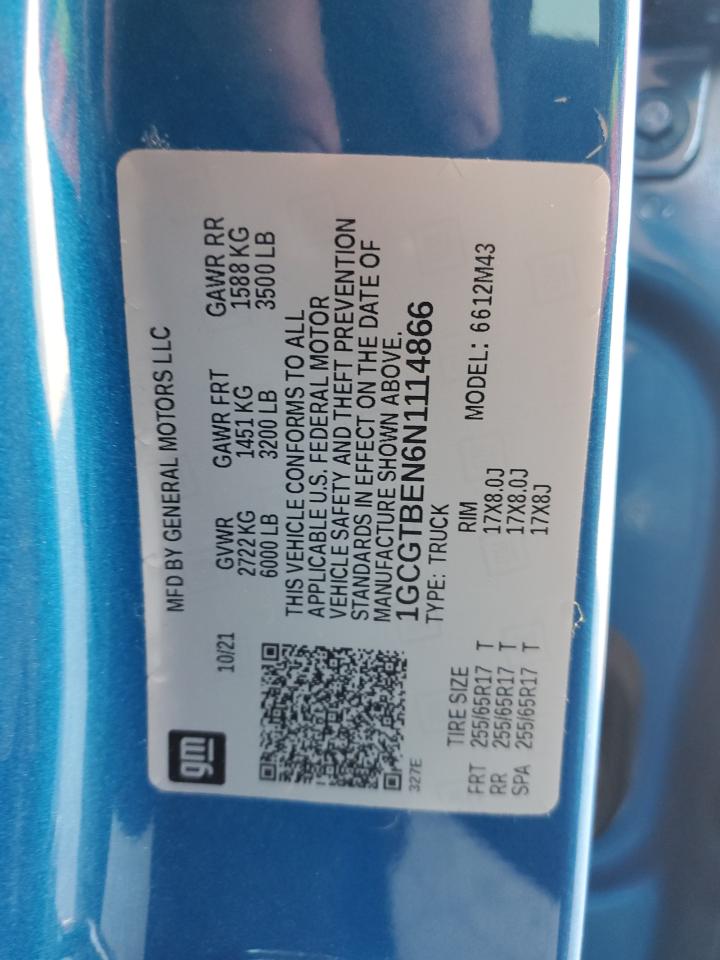 gm
MFD BY GENERAL MOTORS LLC
10/21
GVWR GAWR FRT GAWR RR
2722 KG 1451 KG 1588 KG
6000 LB 3200 LB 3500 LB
THIS VEHICLE CONFORMS TO ALL
APPLICABLE U.S. FEDERAL MOTOR
VEHICLE SAFETY AND THEFT PREVENTION
STANDARDS IN EFFECT ON THE DATE OF
MANUFACTURE SHOWN ABOVE.
1GCGTBEN6N1114866
327E
TYPE: TRUCK
MODEL: 6612M43
TIRE SIZE RIM
FRT 255/65R17 T 17X8.0J
RR 255/65R17 T 17X8.0J
SPA 255/65R17 T 17X8J